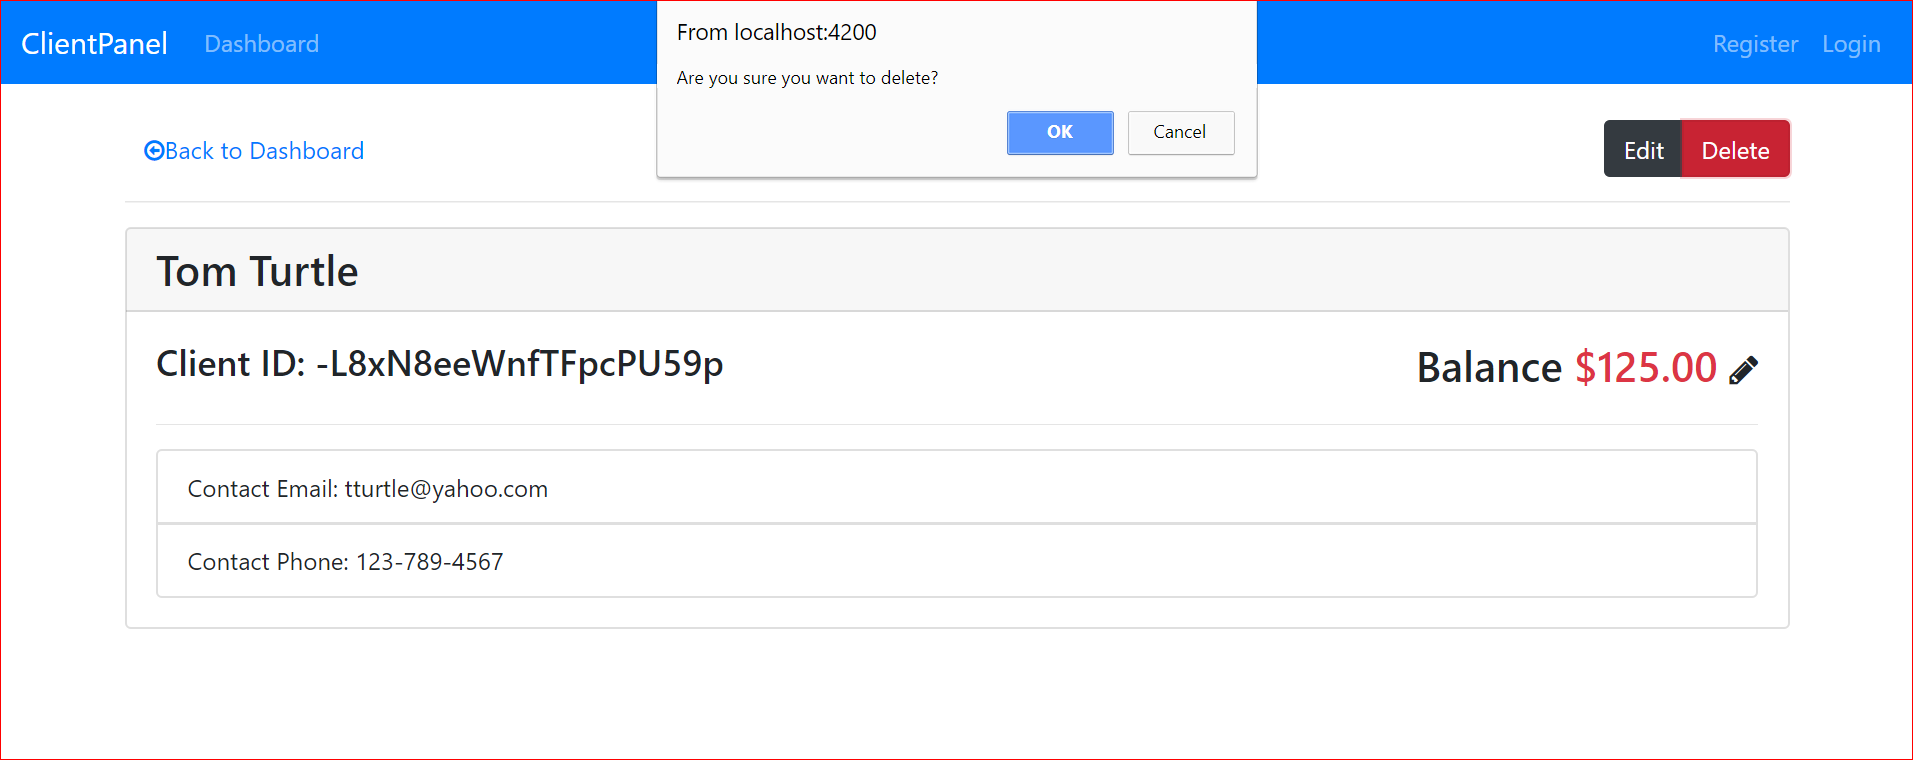 ClientPanel Dashboard Register Login
From localhost:4200
Are you sure you want to delete?
OK Cancel
Back to Dashboard
Edit Delete
Tom Turtle
Client ID: -L8xN8eeWnfTFpcPU59p
Balance $125.00
Contact Email: tturtle@yahoo.com
Contact Phone: 123-789-4567